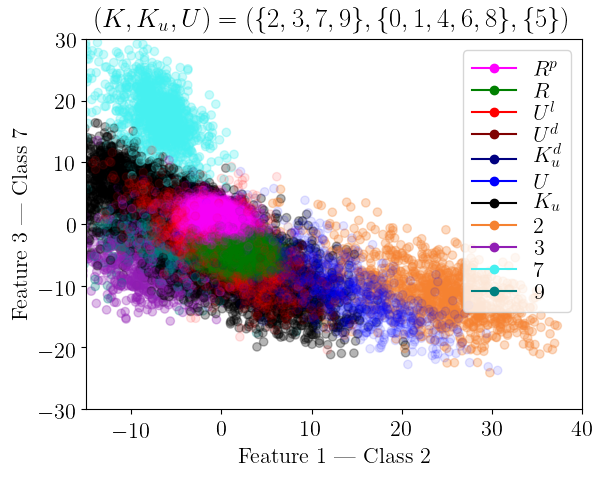 (K, K_u, U) = ({2, 3, 7, 9}, {0, 1, 4, 6, 8}, {5})
30
20
10
0
−10
−20
−30
Feature 3 — Class 7
R^p
R
U^l
U^d
K_u^d
U
K_u
2
3
7
9
−10 0 10 20 30 40
Feature 1 — Class 2